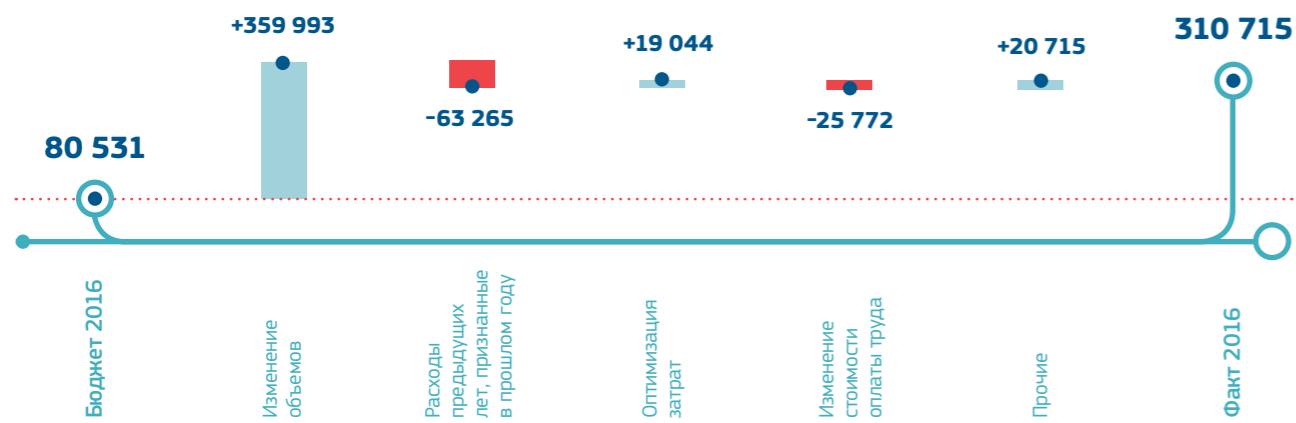 +359 993
-63 265
+19 044
-25 772
+20 715
310 715
80 531
Бюджет 2016
Изменение
объемов
Расходы
предыдущих
лет, признанные
в прошлом году
Оптимизация
затрат
Изменение
стоимости
оплаты труда
Прочие
Факт 2016